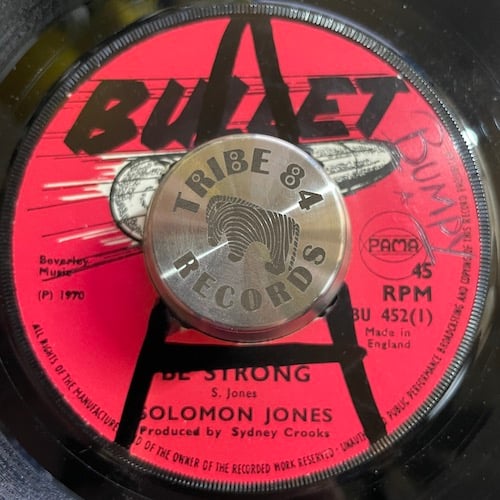 BULLET
BUMPY
A
TRIBE 84
RECORDS
PAMA
Beverley
Music
(P) 1970
45
RPM
BU 452(1)
Made in
England
BE STRONG
S. Jones
SOLOMON JONES
Produced by Sydney Crooks
ALL RIGHTS OF THE MANUFACTURE D OF THE OWNER OF THE RECORDED WORK RESERVED - UNAU PUBLIC PERFORMANCE BROADCASTING AND COPYING OF THIS RECORD